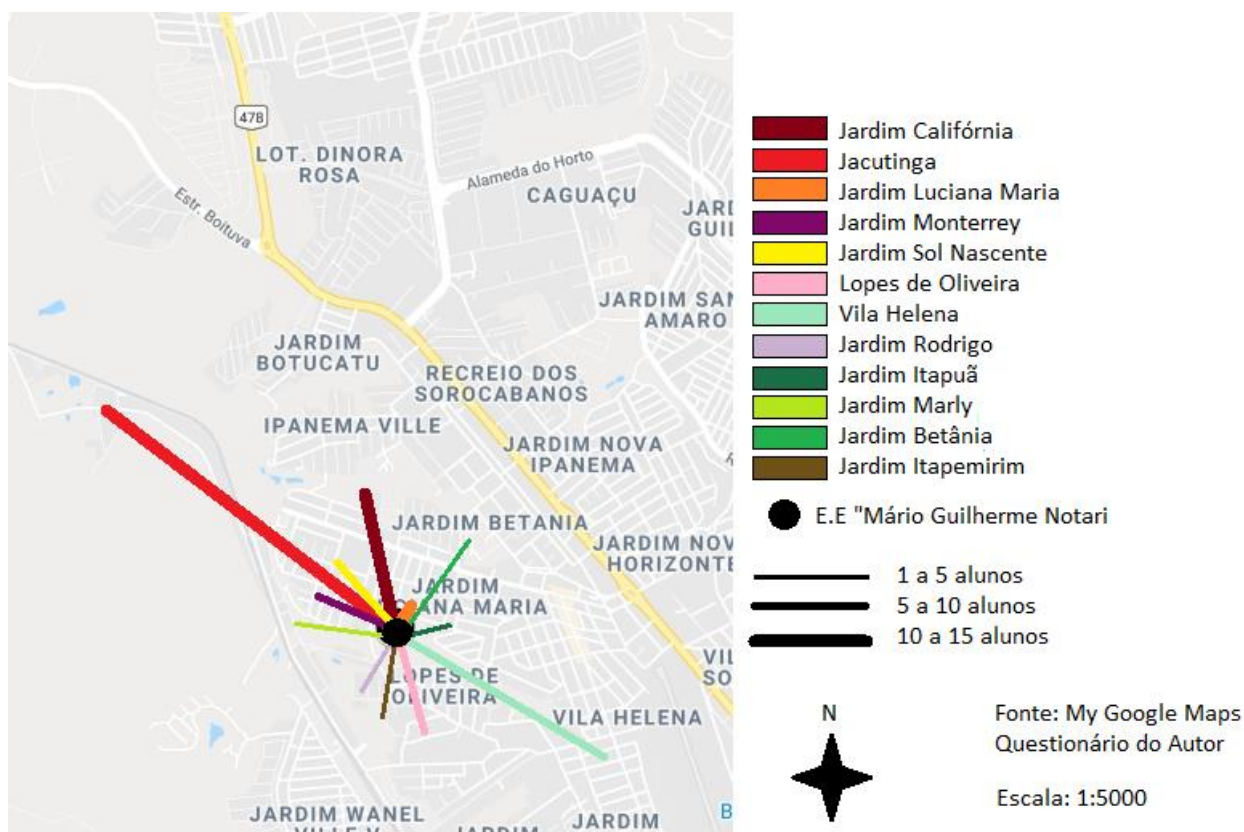 478
LOT. DINORA
ROSA
Alameda do Horto
CAGUAÇU
Estr. Boituva
JARDIM SAN
AMARO
JARDIM
BOTUCATU
RECREIO DOS
SOROCABANOS
IPANEMA VILLE
JARDIM NOVA
IPANEMA
JARDIM BETANIA
JARDIM NOV
HORIZONTE
JARDIM
IANA MARIA
LOPES DE
OLIVEIRA
VILA HELENA
VIL
SO
JARDIM WANEL
VILLE V
JARDIM
JARDIM
B
Jardim Califórnia
Jacutinga
Jardim Luciana Maria
Jardim Monterrey
Jardim Sol Nascente
Lopes de Oliveira
Vila Helena
Jardim Rodrigo
Jardim Itapuã
Jardim Marly
Jardim Betânia
Jardim Itapemirim
E.E "Mário Guilherme Notari
1 a 5 alunos
5 a 10 alunos
10 a 15 alunos
N
Fonte: My Google Maps
Questionário do Autor
Escala: 1:5000